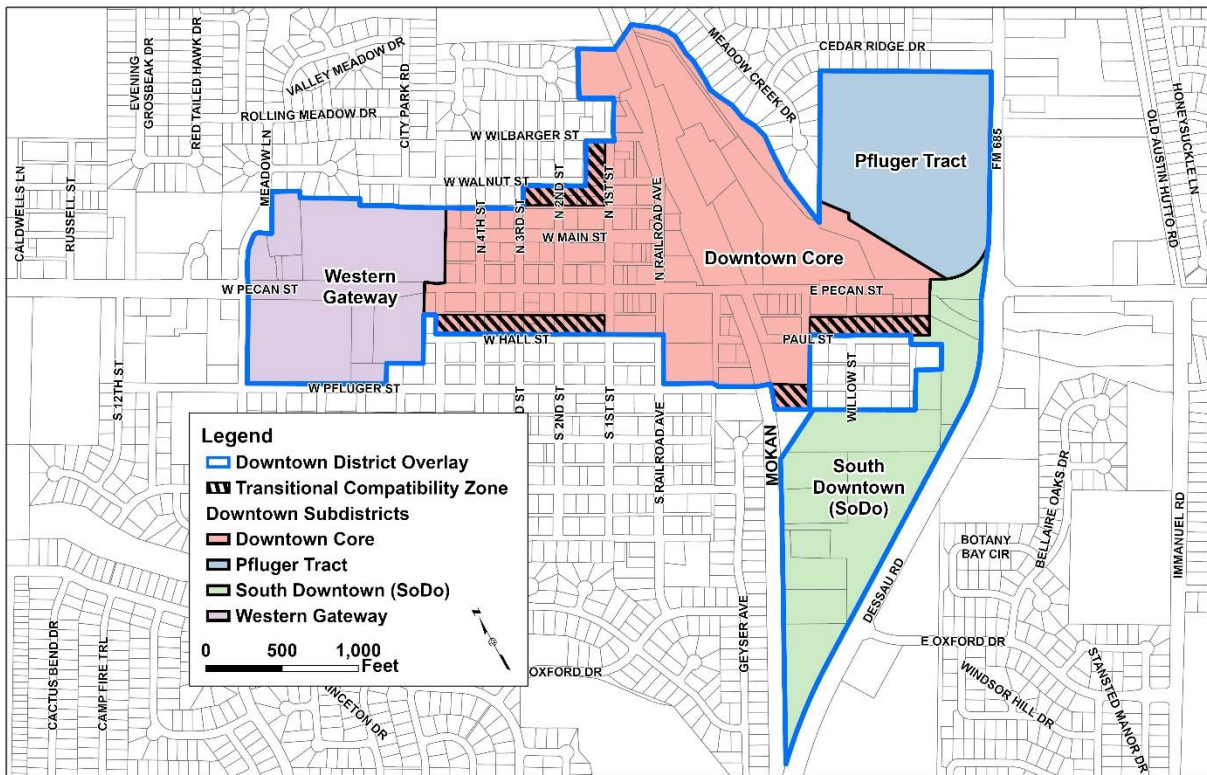 CEDAR RIDGE DR
MEADOW CREEK DR
VALLEY MEADOW DR
EVENING
GROSBEAK DR
RED TAILED HAWK DR
CITY PARK RD
ROLLING MEADOW DR
MEADOW LN
W WILBARGER ST
W WALNUT ST
N 2ND ST
N 1ST ST
N 4TH ST
N 3RD ST
W MAIN ST
N RAILROAD AVE
CALDWELLS LN
RUSSELL ST
Pfluger Tract
FM 685
OLD AUSTIN HUTTO RD
HONEYSUCKLE LN
Downtown Core
Western
Gateway
W PECAN ST
E PECAN ST
W HALL ST
PAUL ST
WILLOW ST
S 12TH ST
W PFLUGER ST
D ST
S 2ND ST
S 1ST ST
S RAILROAD AVE
MOKAN
South
Downtown
(SoDo)
DESSAU RD
GEYSER AVE
BOTANY
BAY CIR
BELLAIRE OAKS DR
IMMANUEL RD
E OXFORD DR
WINDSOR HILL DR
STANSTED MANOR DR
OXFORD DR
INCETON DR
CACTUS BEND DR
CAMP FIRE TRL
Legend
Downtown District Overlay
Transitional Compatibility Zone
Downtown Subdistricts
Downtown Core
Pfluger Tract
South Downtown (SoDo)
Western Gateway
0 500 1,000
Feet